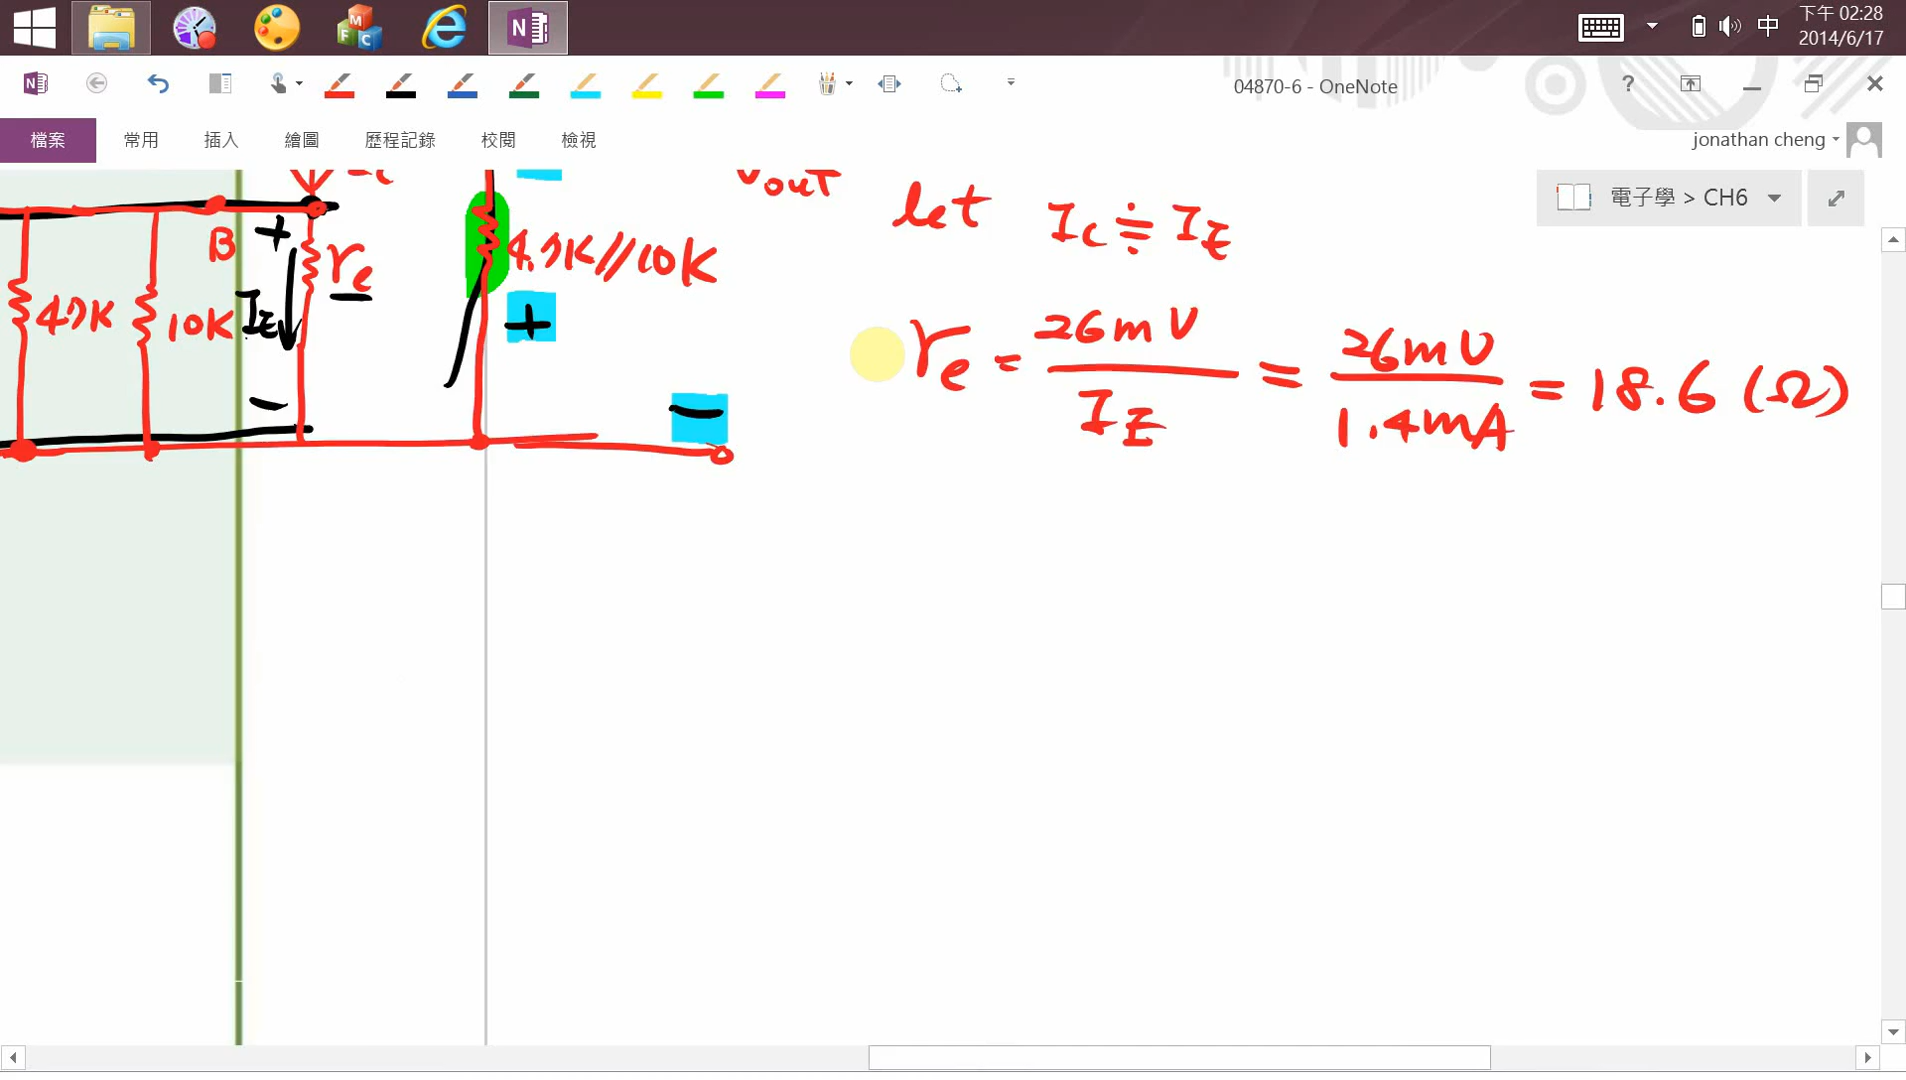 下午 02:28
中
2014/6/17
M
F
C
N
04870-6 - OneNote
?
檔案
常用
插入
繪圖
歷程記錄
校閱
檢視
jonathan cheng
電子學 > CH6
VOUT
let IC ≒ IE
B
+
re
4.7K//10K
47K
10K
IE
+
−
−
re = 26mV / IE = 26mV / 1.4mA = 18.6 (Ω)